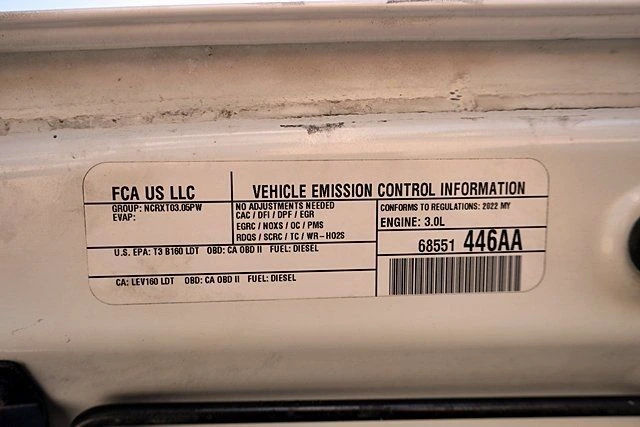 FCA US LLC
GROUP: NCRXT03.05PW
EVAP:
VEHICLE EMISSION CONTROL INFORMATION
NO ADJUSTMENTS NEEDED
CAC / DFI / DPF / EGR
EGRC / NOXS / OC / PMS
RDQS / SCRC / TC / WR-HO2S
CONFORMS TO REGULATIONS: 2022 MY
ENGINE: 3.0L
U.S. EPA: T3 B160 LDT OBD: CA OBD II FUEL: DIESEL
68551 446AA
CA: LEV160 LDT OBD: CA OBD II FUEL: DIESEL